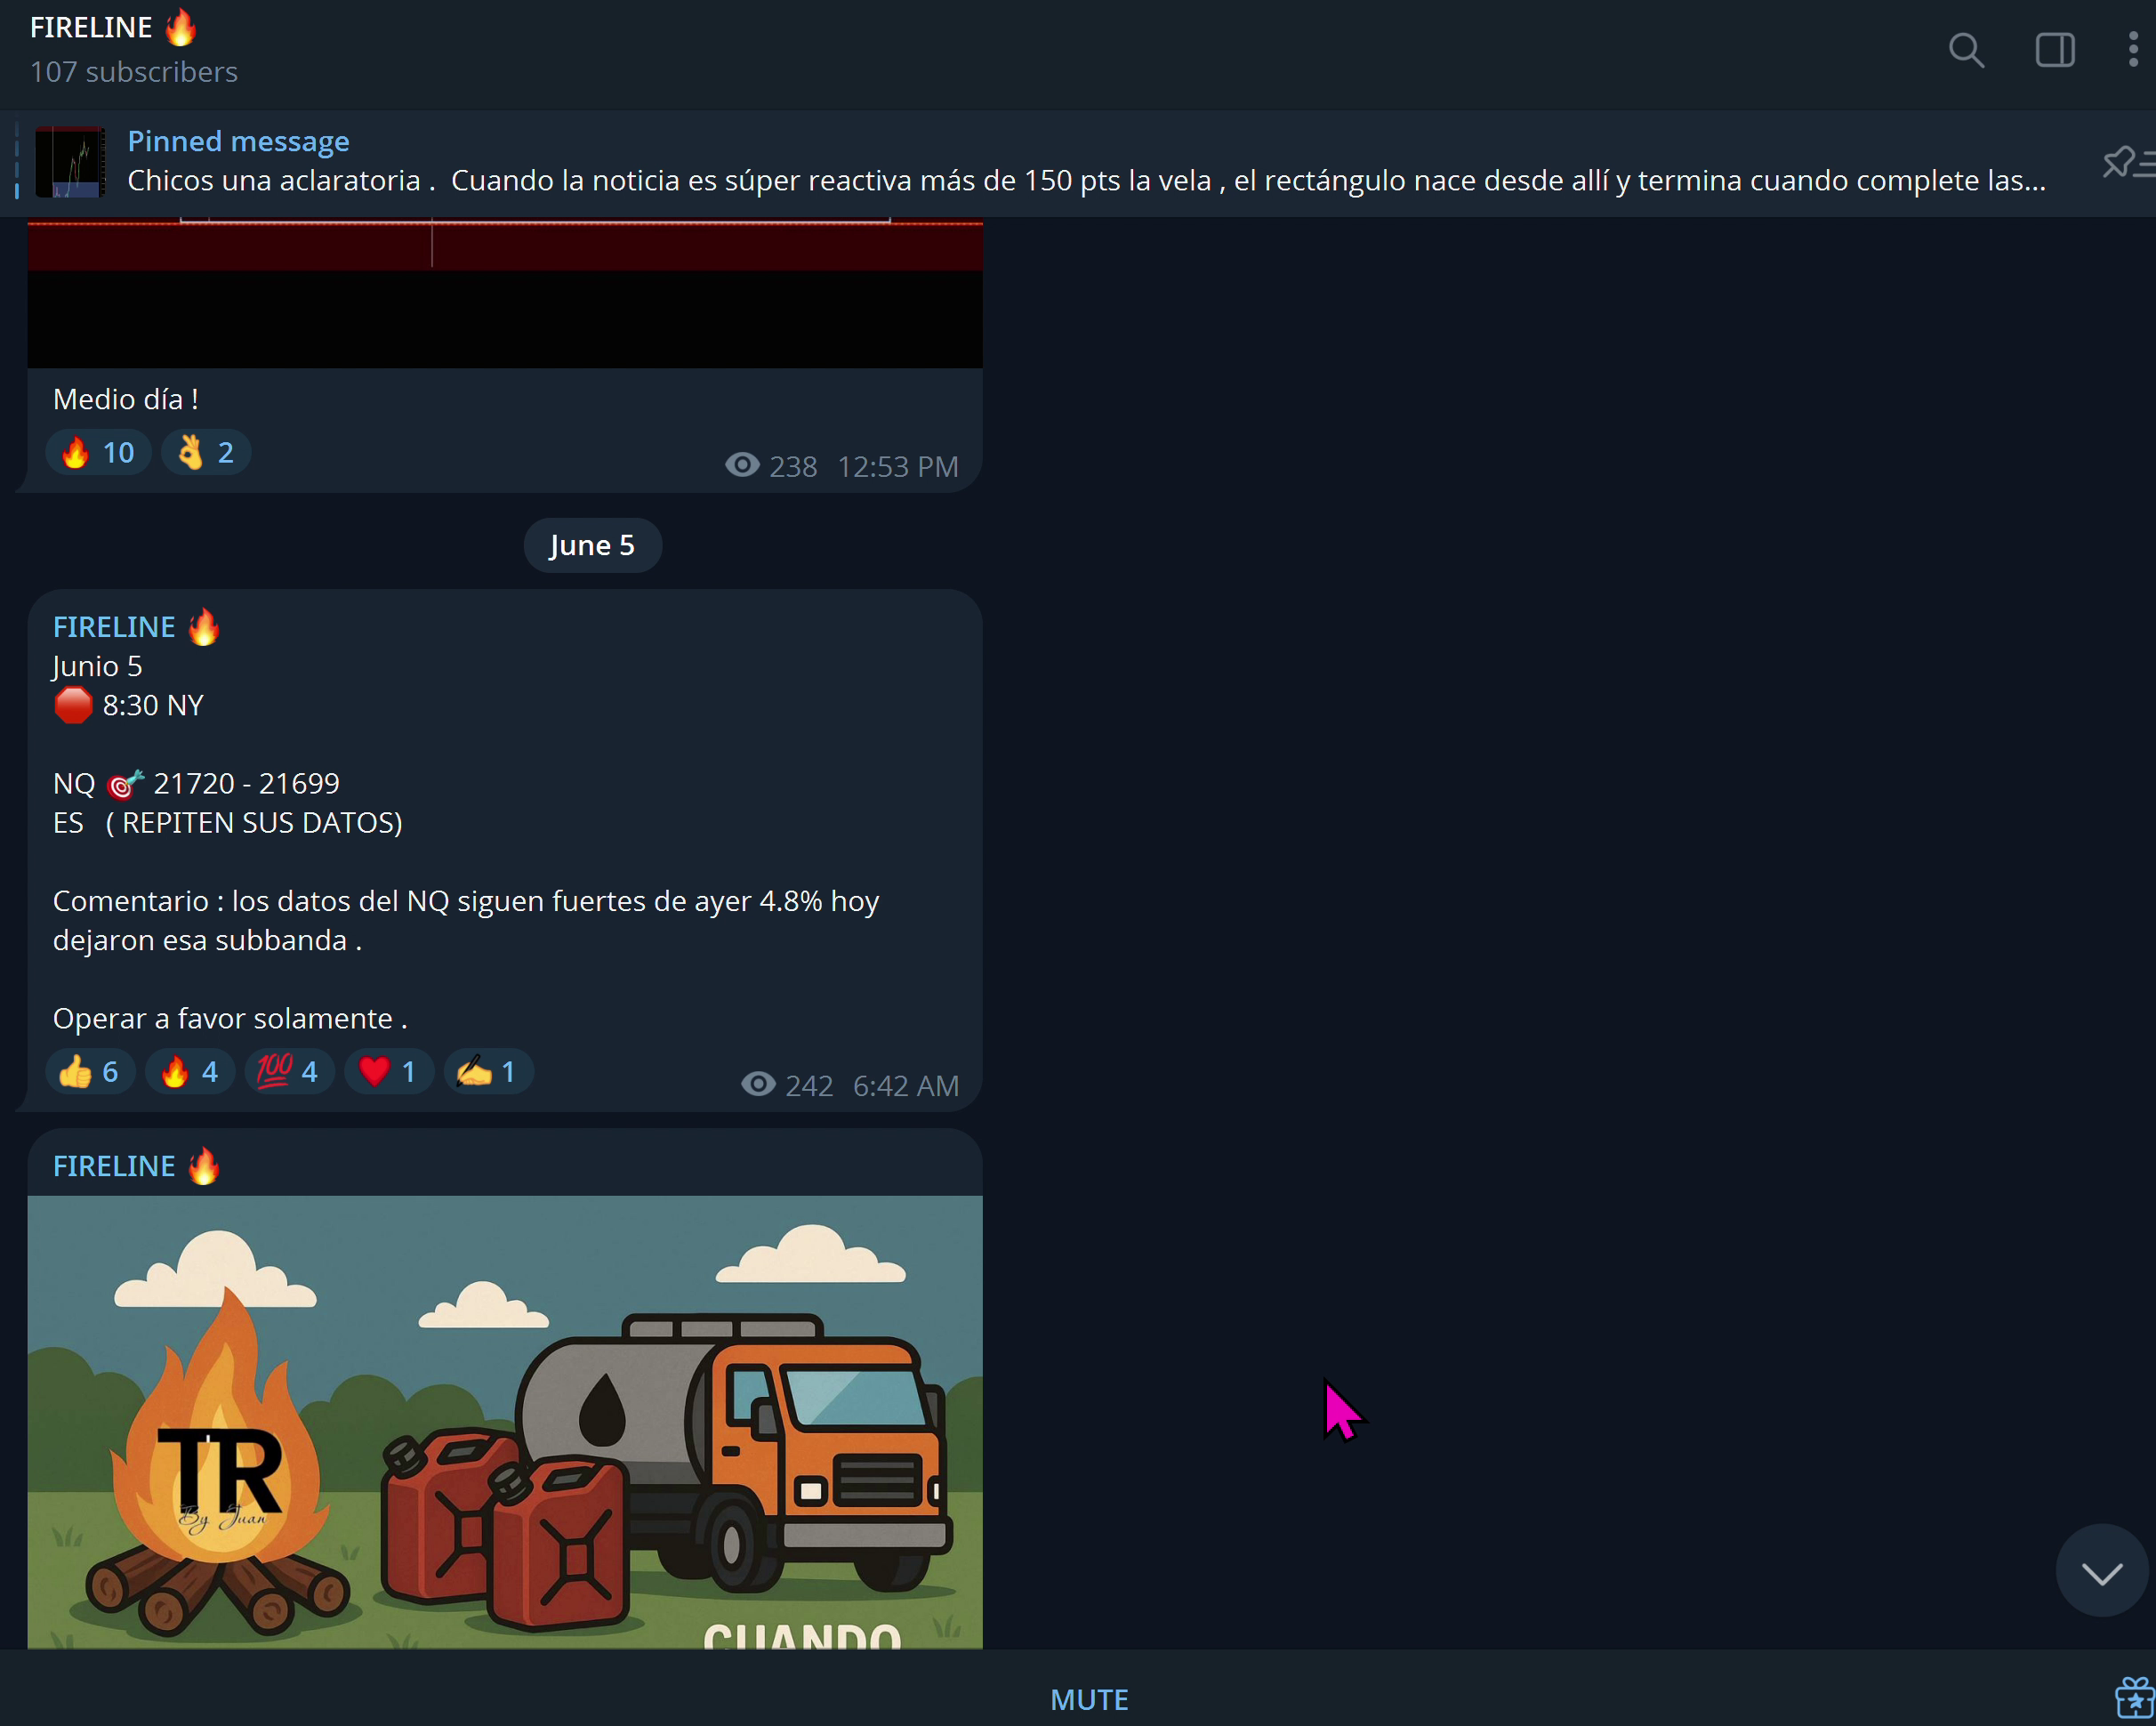 FIRELINE 🔥
107 subscribers
Pinned message
Chicos una aclaratoria .  Cuando la noticia es súper reactiva más de 150 pts la vela , el rectángulo nace desde allí y termina cuando complete las...
Medio día !
🔥 10 👌 2
238 12:53 PM
June 5
FIRELINE 🔥
Junio 5
🛑 8:30 NY
NQ 🎯 21720 - 21699
ES   ( REPITEN SUS DATOS)
Comentario : los datos del NQ siguen fuertes de ayer 4.8% hoy
dejaron esa subbanda .
Operar a favor solamente .
👍 6 🔥 4 💯 4 ❤️ 1 ✍️ 1
242 6:42 AM
FIRELINE 🔥
TR
By Juan
CUANDO
MUTE